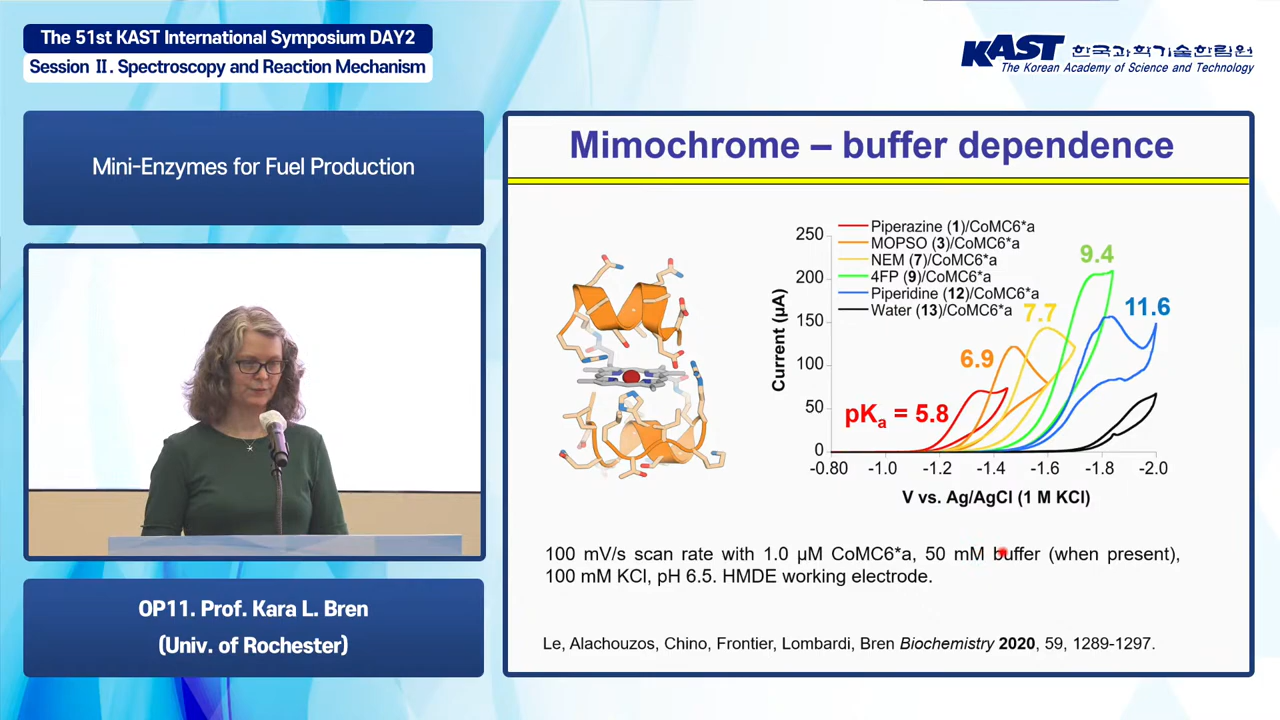 The 51st KAST International Symposium DAY2
Session Ⅱ. Spectroscopy and Reaction Mechanism
KAST 한국과학기술한림원
The Korean Academy of Science and Technology
Mini-Enzymes for Fuel Production
OP11. Prof. Kara L. Bren
(Univ. of Rochester)
Mimochrome – buffer dependence
Piperazine (1)/CoMC6*a
MOPSO (3)/CoMC6*a
NEM (7)/CoMC6*a
4FP (9)/CoMC6*a
Piperidine (12)/CoMC6*a
Water (13)/CoMC6*a
250
200
150
100
50
0
Current (µA)
pKa = 5.8
6.9
7.7
9.4
11.6
-0.80 -1.0 -1.2 -1.4 -1.6 -1.8 -2.0
V vs. Ag/AgCl (1 M KCl)
100 mV/s scan rate with 1.0 µM CoMC6*a, 50 mM buffer (when present),
100 mM KCl, pH 6.5. HMDE working electrode.
Le, Alachouzos, Chino, Frontier, Lombardi, Bren Biochemistry 2020, 59, 1289-1297.